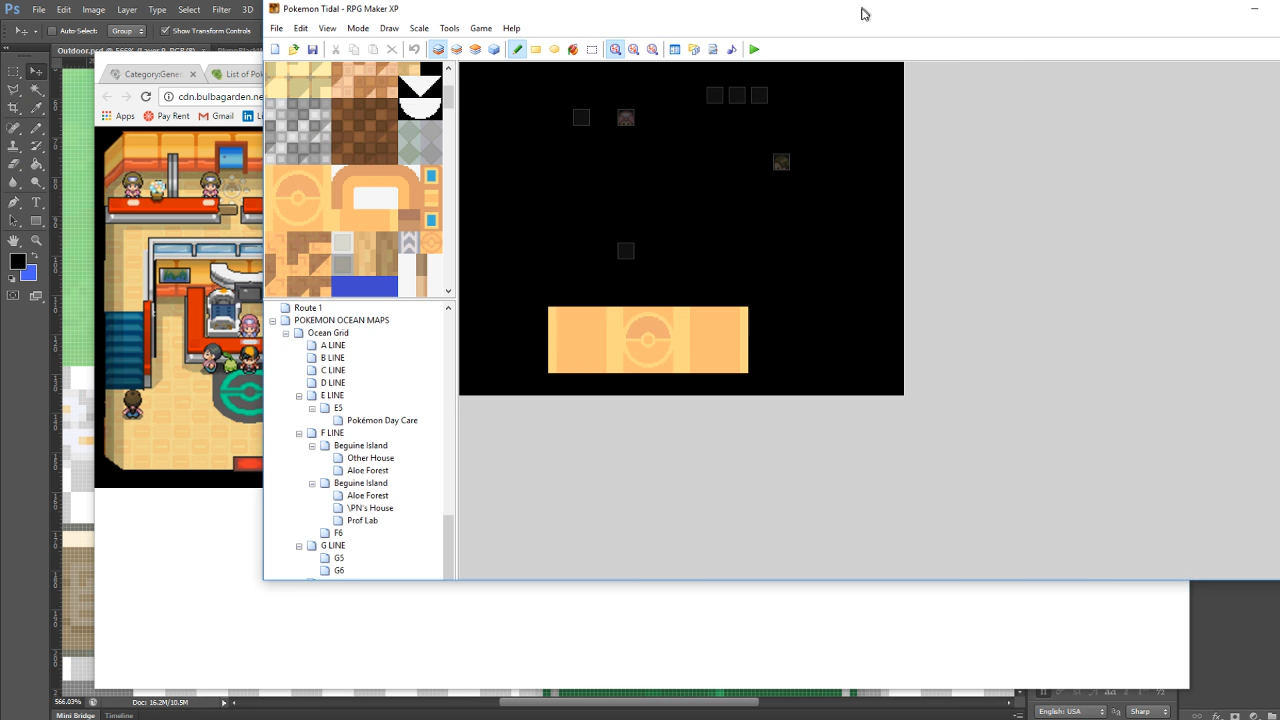 Ps File Edit Image Layer Type Select Filter 3D
Auto-Select: Group Show Transform Controls
Pokemon Tidal - RPG Maker XP
File Edit View Mode Draw Scale Tools Game Help
Category:Gene
List of Pok
cdn.bulbagarden.ne
Apps Pay Rent Gmail
Route 1
POKEMON OCEAN MAPS
Ocean Grid
A LINE
B LINE
C LINE
D LINE
E LINE
E5
Pokémon Day Care
F LINE
Beguine Island
Other House
Aloe Forest
Beguine Island
Aloe Forest
\PN's House
Prof Lab
F6
G LINE
G5
G6
566.03% Doc: 16.2M/10.5M
Mini Bridge Timeline
English: USA Sharp